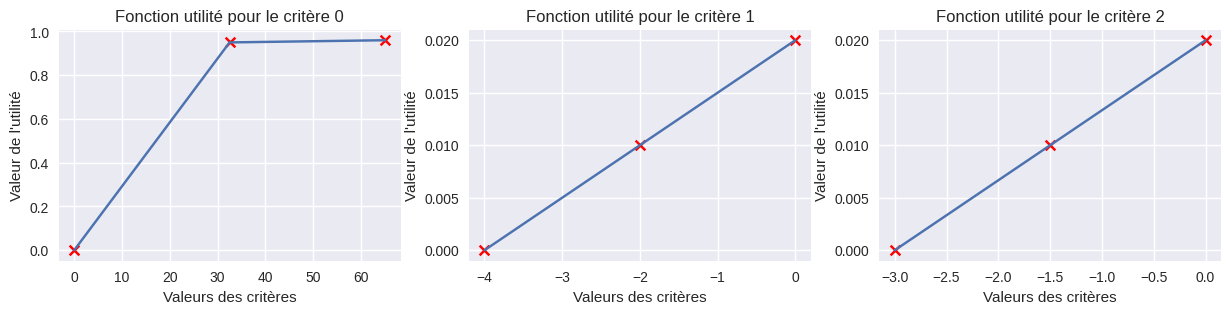 Fonction utilité pour le critère 0
Fonction utilité pour le critère 1
Fonction utilité pour le critère 2
Valeur de l'utilité
1.0
0.8
0.6
0.4
0.2
0.0
0 10 20 30 40 50 60
Valeurs des critères
Valeur de l'utilité
0.020
0.015
0.010
0.005
0.000
−4 −3 −2 −1 0
Valeurs des critères
Valeur de l'utilité
0.020
0.015
0.010
0.005
0.000
−3.0 −2.5 −2.0 −1.5 −1.0 −0.5 0.0
Valeurs des critères